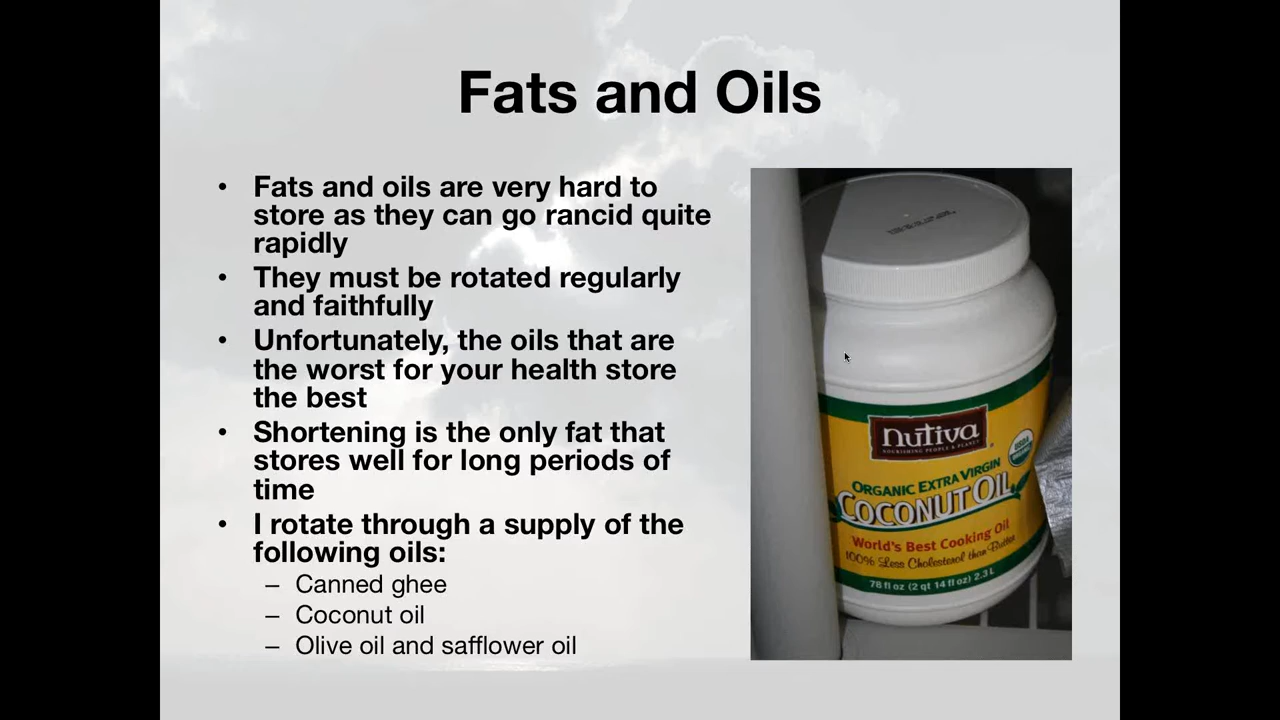 Fats and Oils
• Fats and oils are very hard to
store as they can go rancid quite
rapidly
• They must be rotated regularly
and faithfully
• Unfortunately, the oils that are
the worst for your health store
the best
• Shortening is the only fat that
stores well for long periods of
time
• I rotate through a supply of the
following oils:
– Canned ghee
– Coconut oil
– Olive oil and safflower oil
nutiva
NOURISHING PEOPLE & PLANET
USDA
ORGANIC
ORGANIC EXTRA VIRGIN
COCONUT OIL
World's Best Cooking Oil
100% Less Cholesterol than Butter
78 fl oz (2 qt 14 fl oz) 2.3 L